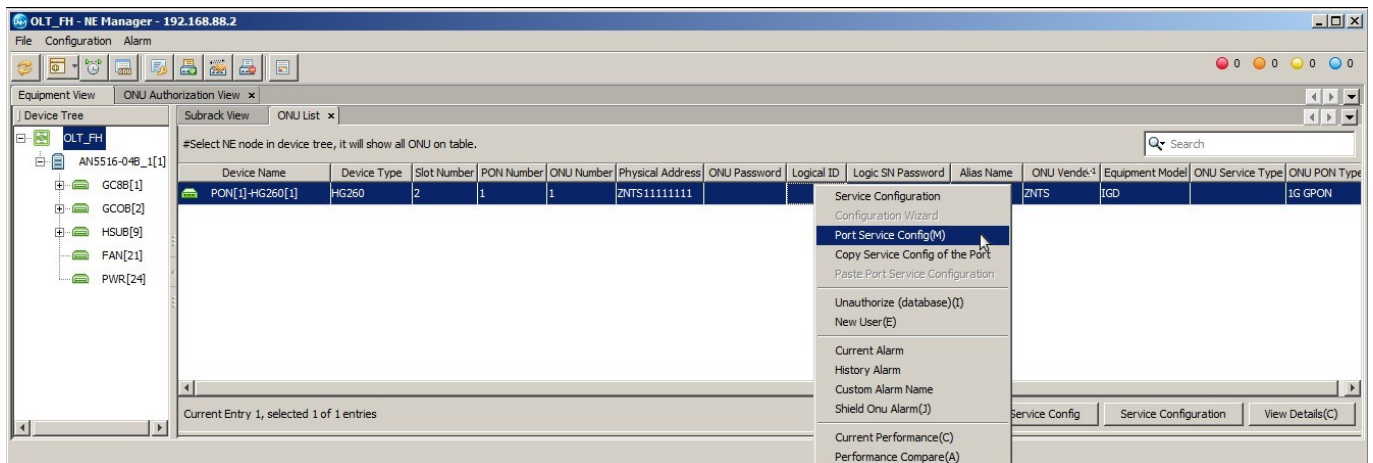 OLT_FH - NE Manager - 192.168.88.2
File Configuration Alarm
0 0 0 0
Equipment View ONU Authorization View
Device Tree
Subrack View ONU List
OLT_FH
#Select NE node in device tree, it will show all ONU on table.
Search
AN5516-04B_1[1]
GC8B[1]
GCOB[2]
HSUB[9]
FAN[21]
PWR[24]
Device Name Device Type Slot Number PON Number ONU Number Physical Address ONU Password Logical ID Logic SN Password Alias Name ONU Vende 1 Equipment Model ONU Service Type ONU PON Type
PON[1]-HG260[1] HG260 2 1 1 ZNTS11111111 ZNTS IGD 1G GPON
Service Configuration
Configuration Wizard
Port Service Config(M)
Copy Service Config of the Port
Paste Port Service Configuration
Unauthorize (database)(I)
New User(E)
Current Alarm
History Alarm
Custom Alarm Name
Shield Onu Alarm(J)
Current Performance(C)
Performance Compare(A)
Current Entry 1, selected 1 of 1 entries
Service Config Service Configuration View Details(C)